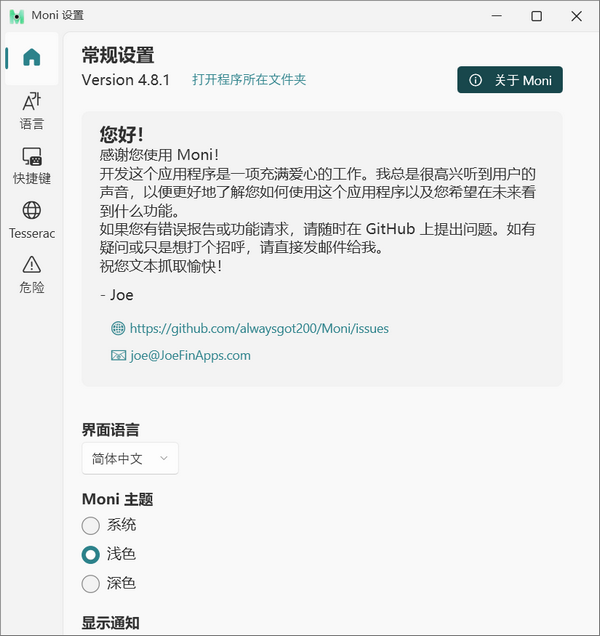 Moni 设置
常规设置
Version 4.8.1
打开程序所在文件夹
关于 Moni
语言
快捷键
Tesserac
危险
您好！
感谢您使用 Moni！
开发这个应用程序是一项充满爱心的工作。我总是很高兴听到用户的
声音，以便更好地了解您如何使用这个应用程序以及您希望在未来看
到什么功能。
如果您有错误报告或功能请求，请随时在 GitHub 上提出问题。如有
疑问或只是想打个招呼，请直接发邮件给我。
祝您文本抓取愉快！
- Joe
https://github.com/alwaysgot200/Moni/issues
joe@JoeFinApps.com
界面语言
简体中文
Moni 主题
系统
浅色
深色
显示通知